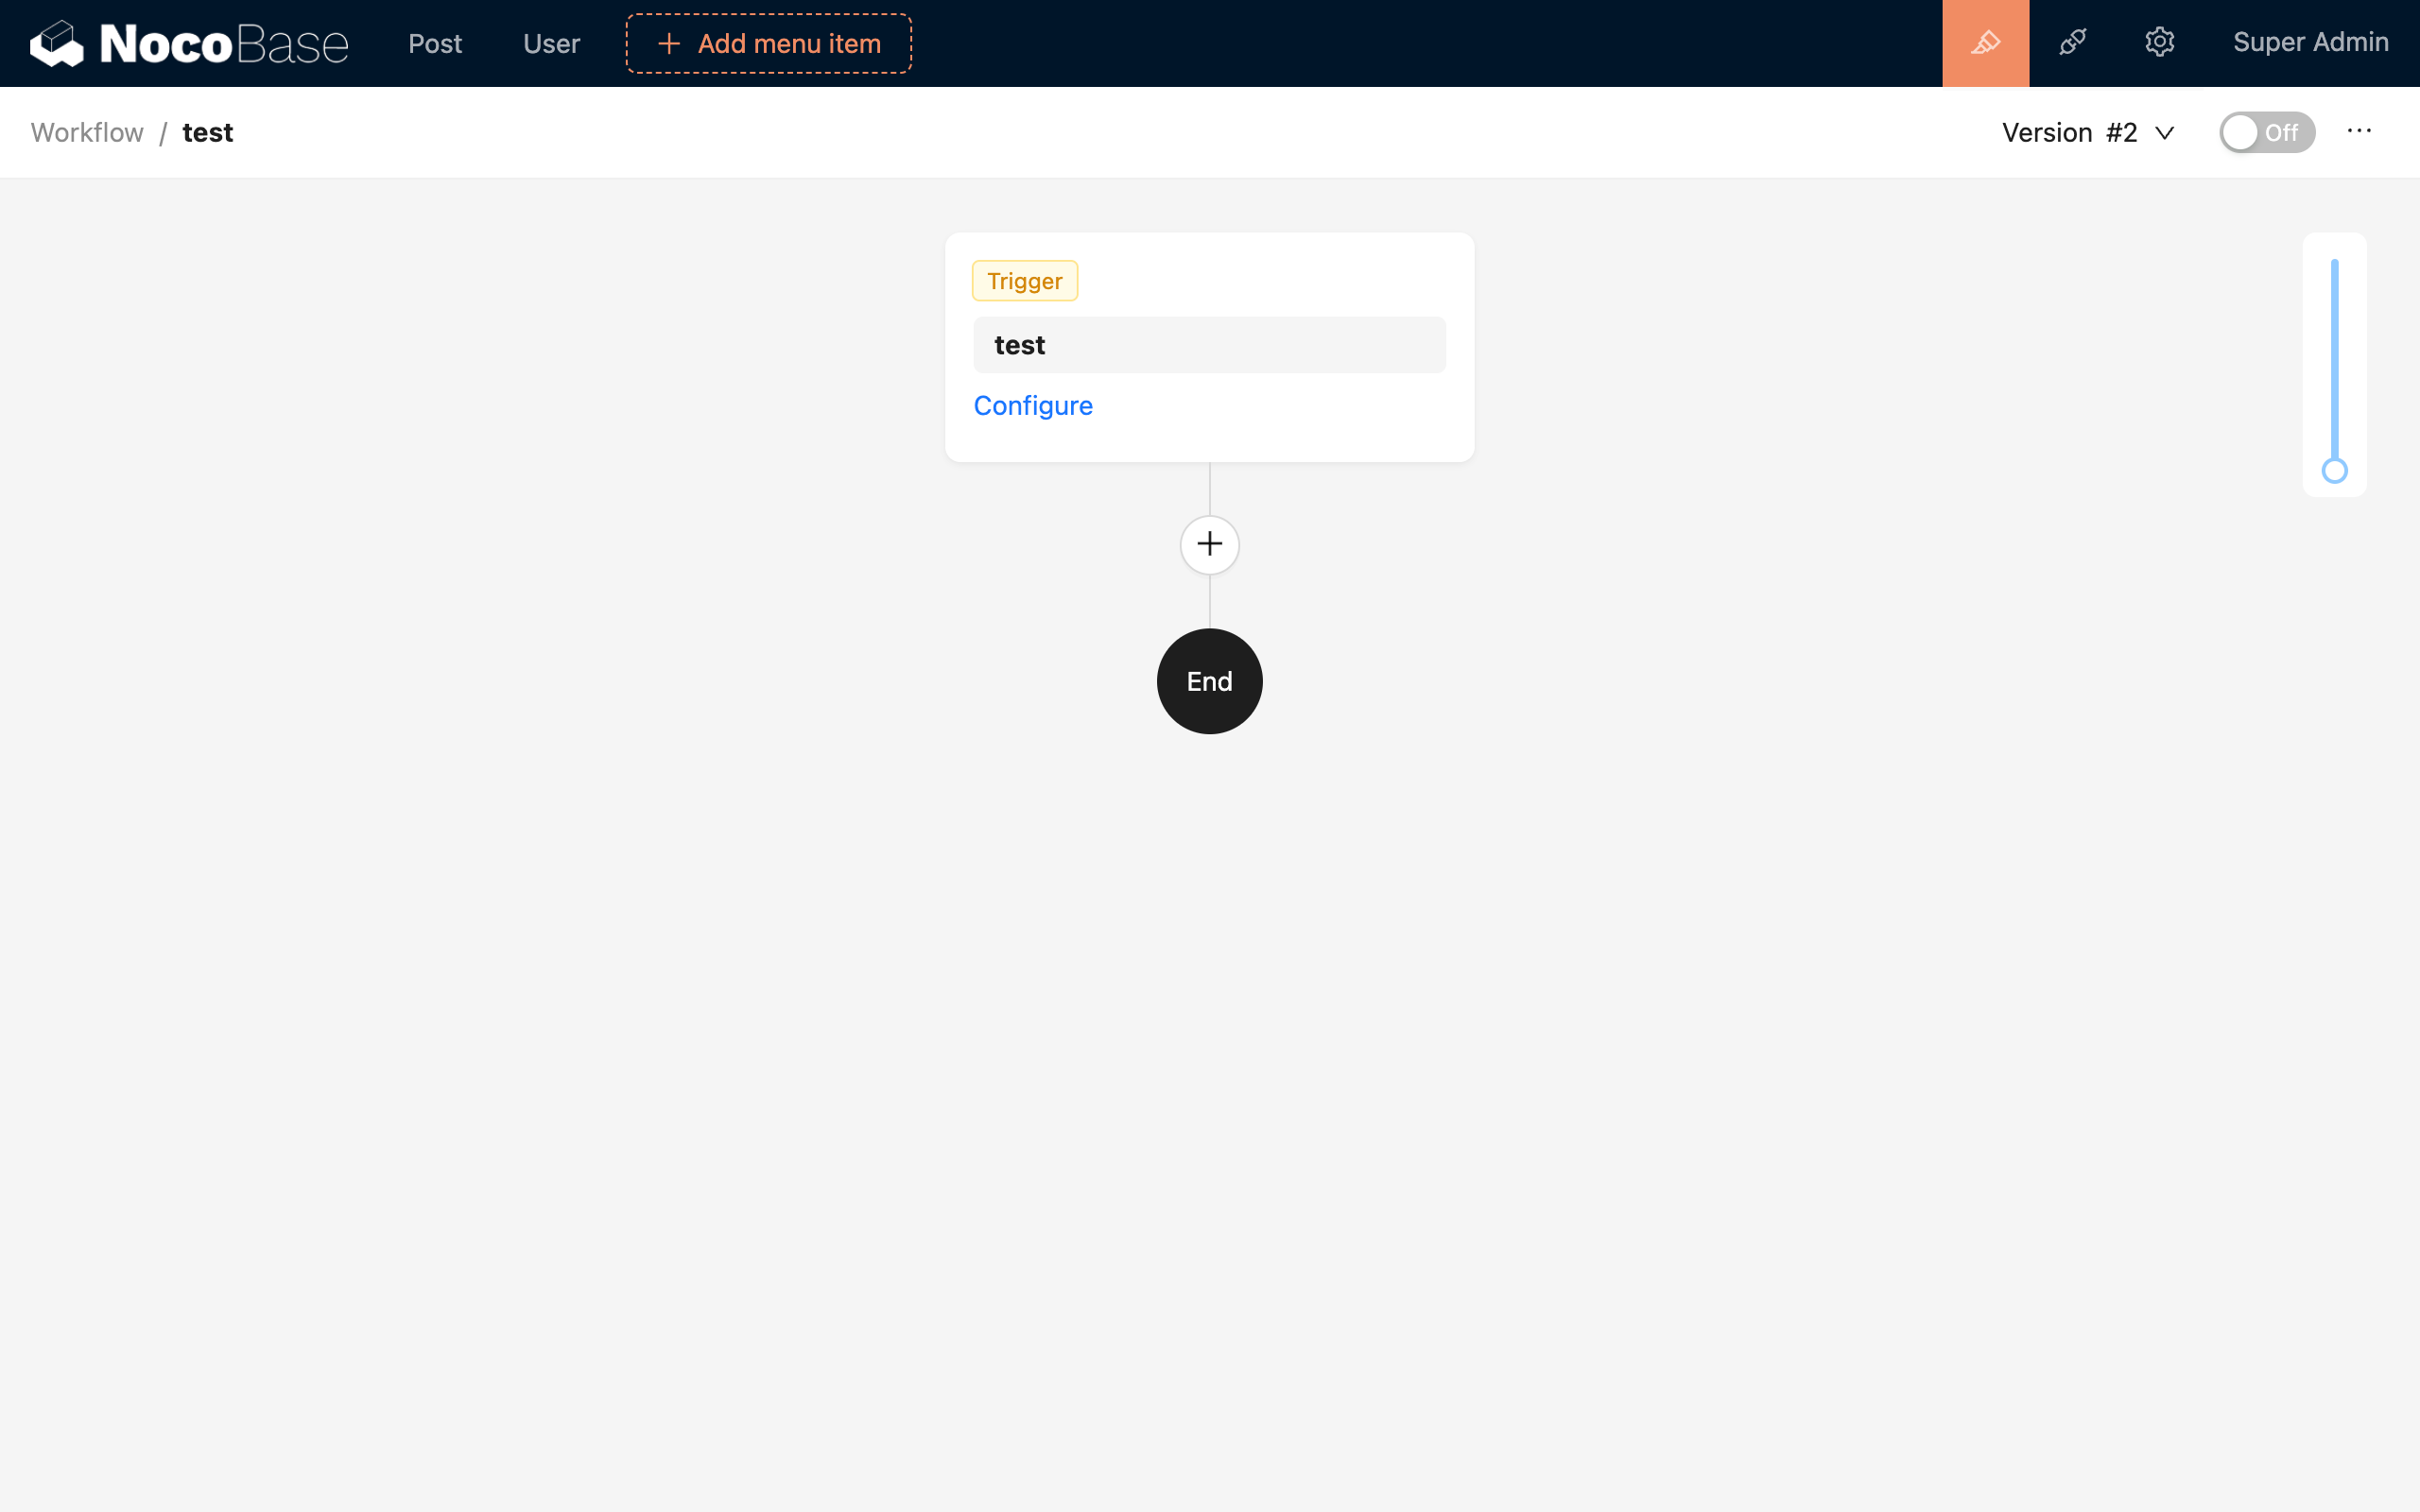 NocoBase Post User + Add menu item Super Admin
Workflow / test Version #2 Off ···
Trigger
test
Configure
End